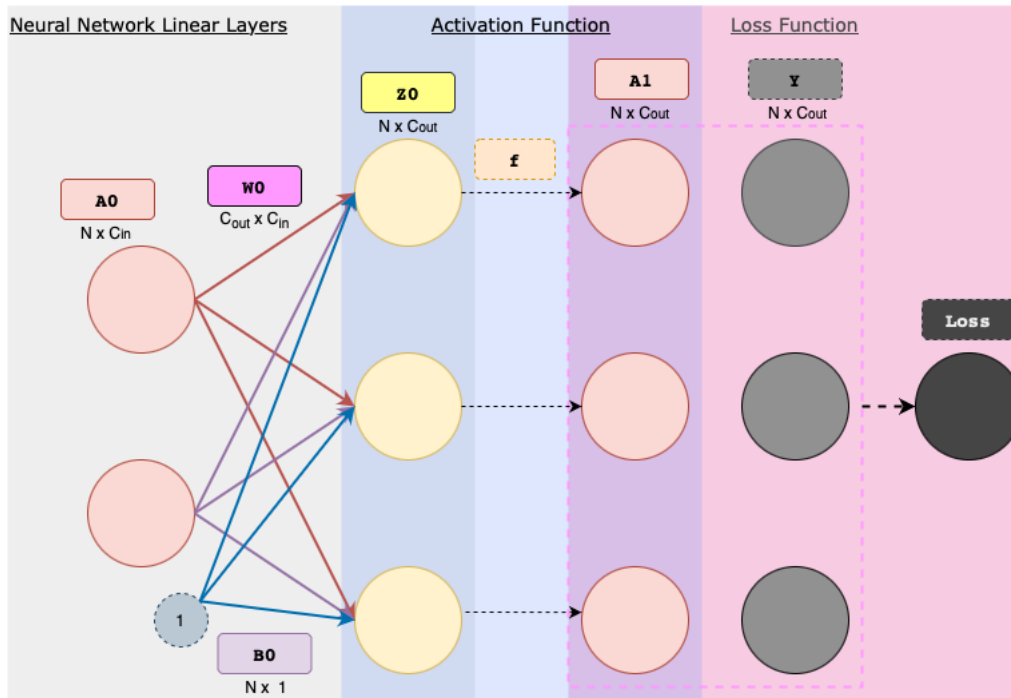 Neural Network Linear Layers
Activation Function
Loss Function
Z0
N x Cout
A1
N x Cout
Y
N x Cout
f
W0
Cout x Cin
A0
N x Cin
Loss
1
B0
N x 1